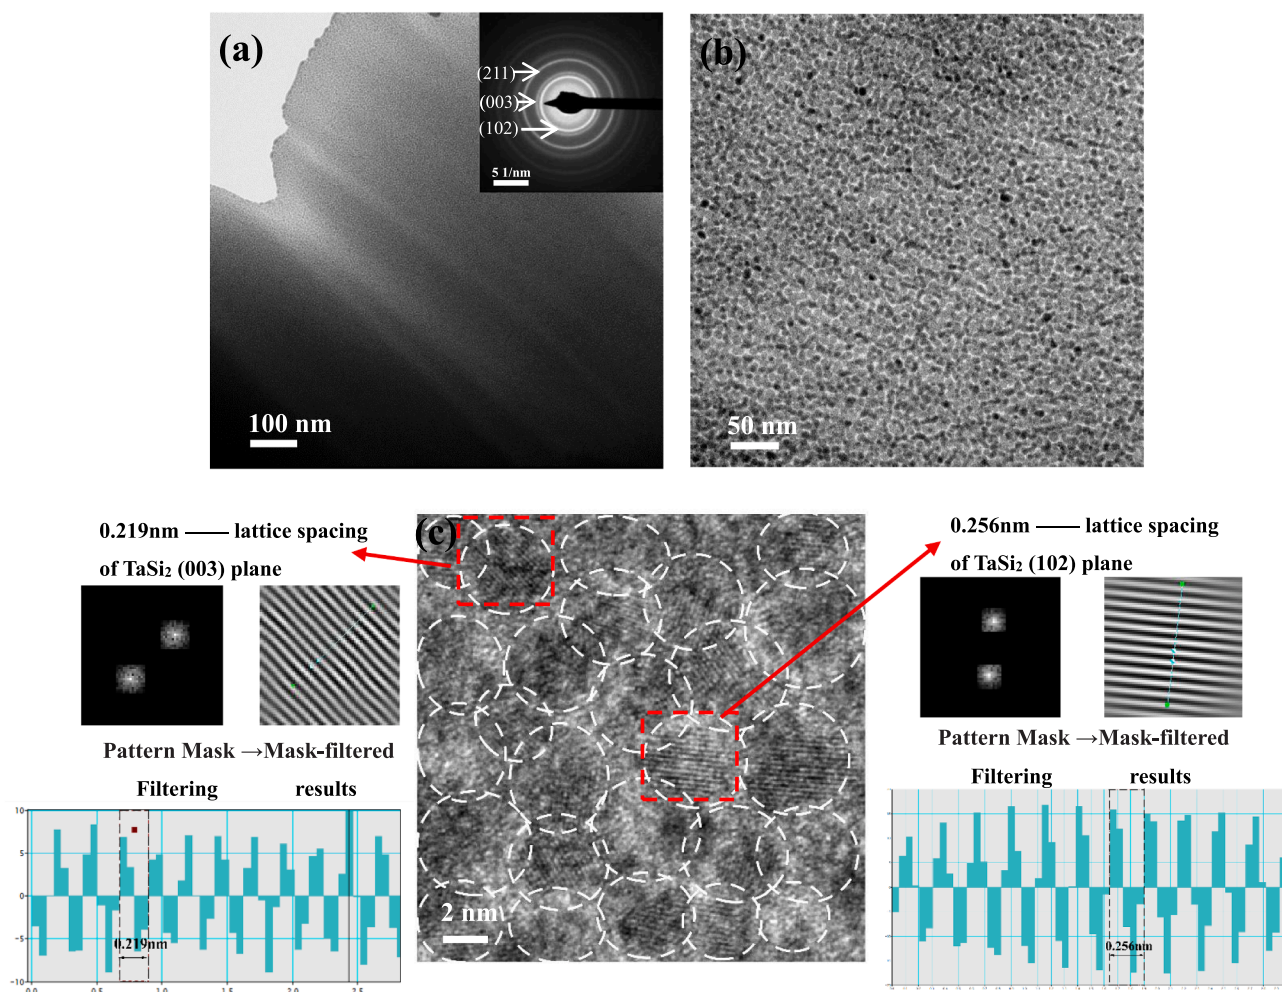 (a)
(211)
(003)
(102)
5 1/nm
100 nm
(b)
50 nm
0.219nm —— lattice spacing
of TaSi₂ (003) plane
Pattern Mask →Mask-filtered
Filtering results
10
5
0
−5
−10
0.219nm
0.0 0.5 1.0 1.5 2.0 2.5
(c)
2 nm
0.256nm —— lattice spacing
of TaSi₂ (102) plane
Pattern Mask →Mask-filtered
Filtering results
0.256nm